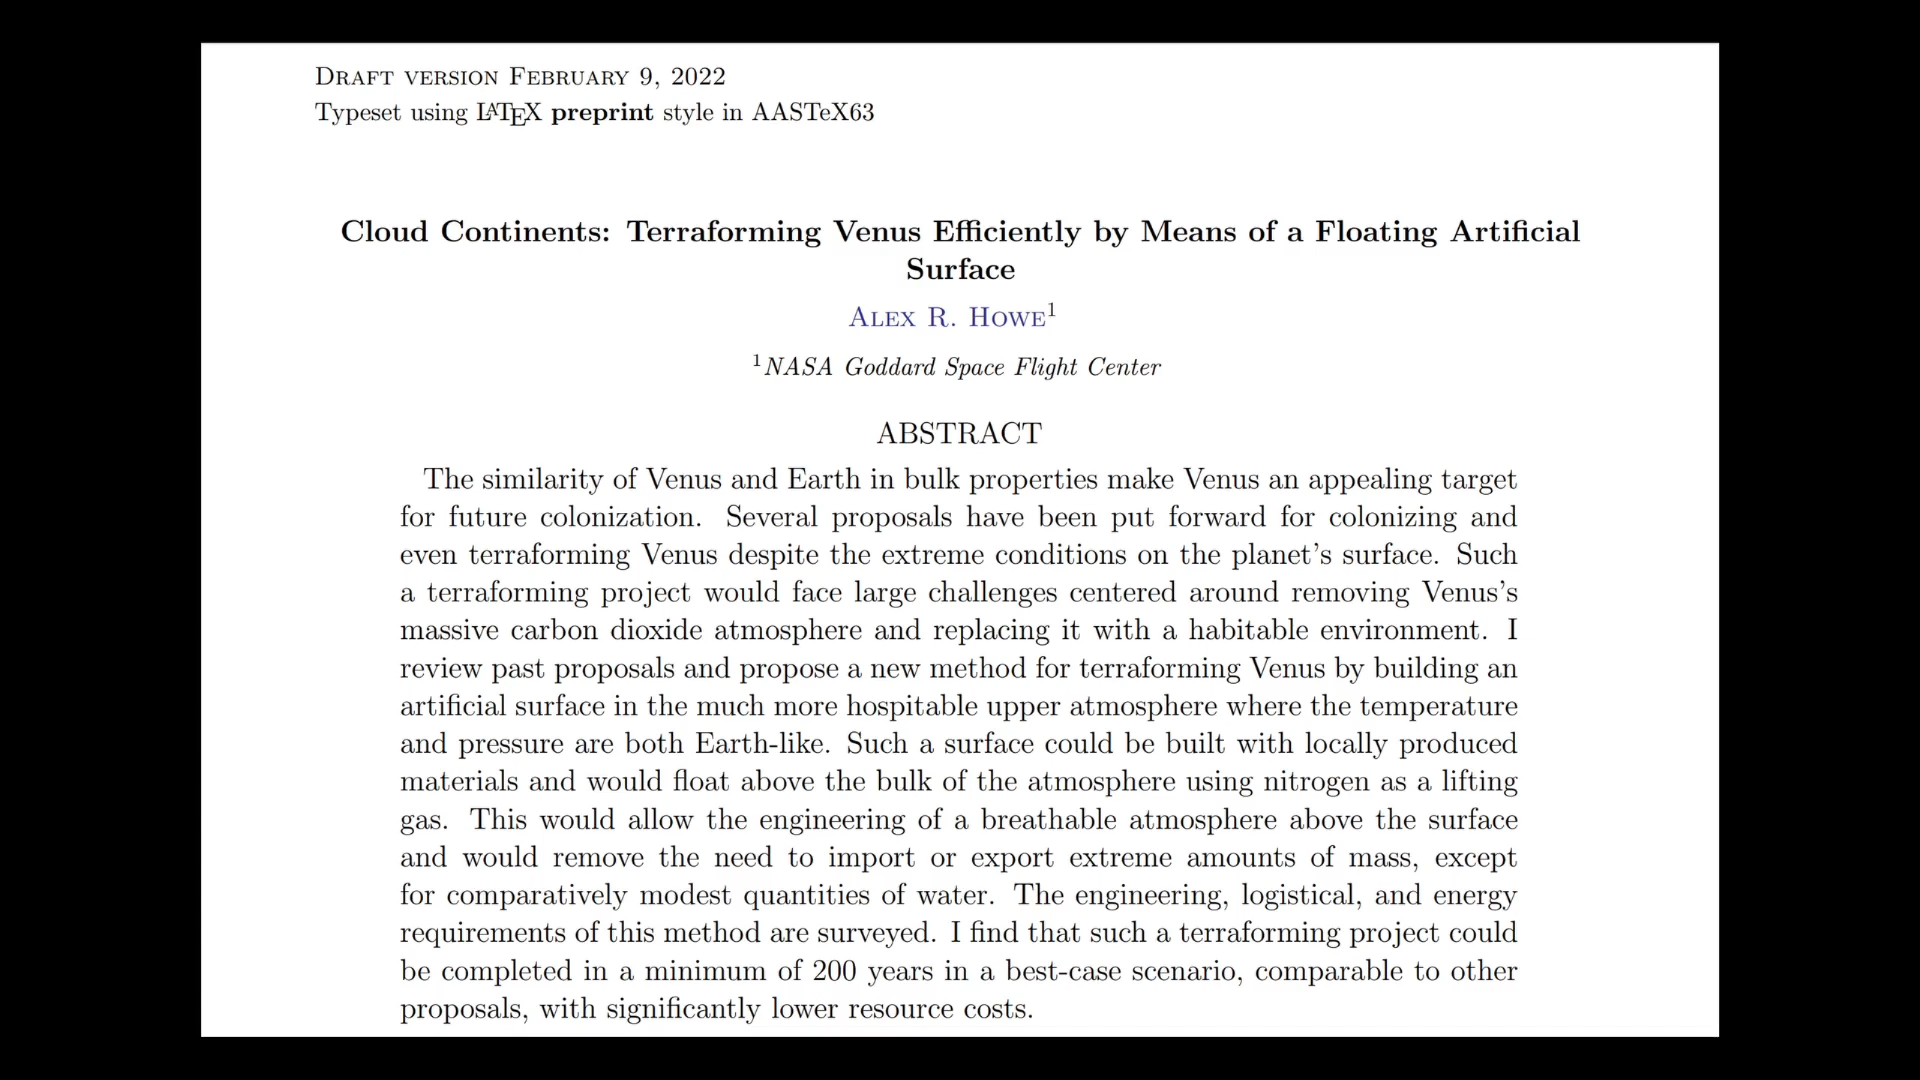 DRAFT VERSION FEBRUARY 9, 2022
Typeset using LATEX preprint style in AASTeX63
Cloud Continents: Terraforming Venus Efficiently by Means of a Floating Artificial
Surface
ALEX R. HOWE1
1NASA Goddard Space Flight Center
ABSTRACT
The similarity of Venus and Earth in bulk properties make Venus an appealing target
for future colonization. Several proposals have been put forward for colonizing and
even terraforming Venus despite the extreme conditions on the planet's surface. Such
a terraforming project would face large challenges centered around removing Venus's
massive carbon dioxide atmosphere and replacing it with a habitable environment. I
review past proposals and propose a new method for terraforming Venus by building an
artificial surface in the much more hospitable upper atmosphere where the temperature
and pressure are both Earth-like. Such a surface could be built with locally produced
materials and would float above the bulk of the atmosphere using nitrogen as a lifting
gas. This would allow the engineering of a breathable atmosphere above the surface
and would remove the need to import or export extreme amounts of mass, except
for comparatively modest quantities of water. The engineering, logistical, and energy
requirements of this method are surveyed. I find that such a terraforming project could
be completed in a minimum of 200 years in a best-case scenario, comparable to other
proposals, with significantly lower resource costs.